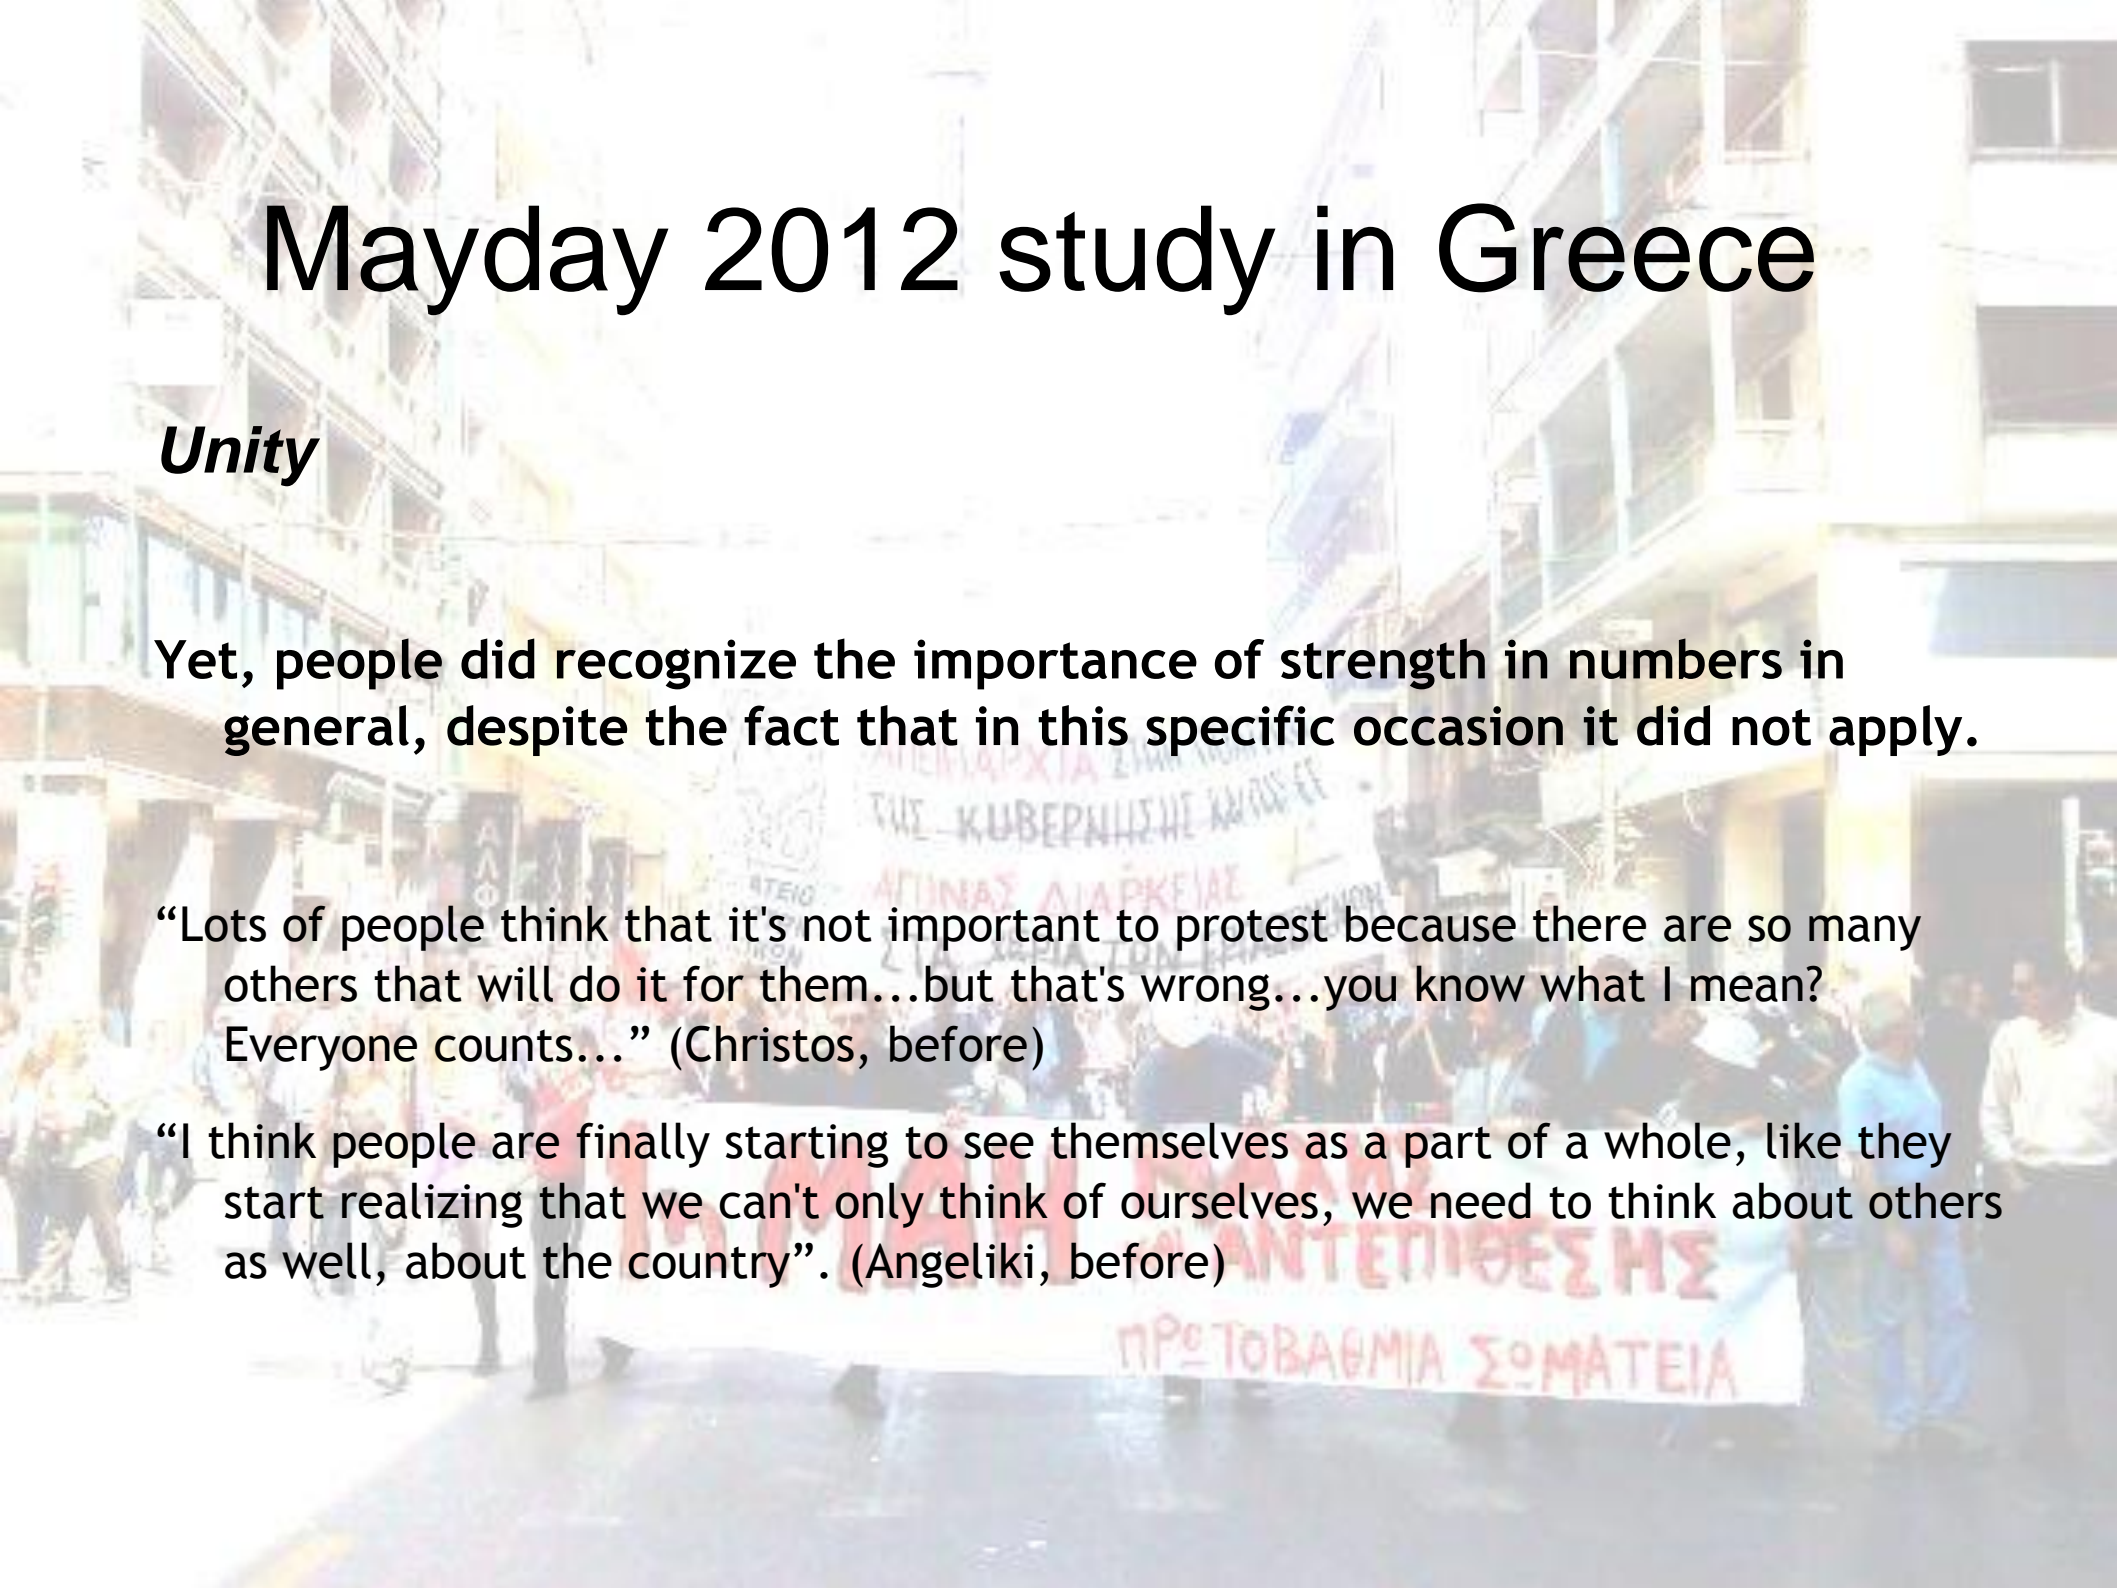 Mayday 2012 study in Greece
Unity
Yet, people did recognize the importance of strength in numbers in
general, despite the fact that in this specific occasion it did not apply.
ΤΗΣ ΚΥΒΕΡΝΗΣΗΣ
ΑΓΩΝΑΣ ΔΙΑΡΚΕΙΑΣ
“Lots of people think that it's not important to protest because there are so many
others that will do it for them...but that's wrong...you know what I mean?
Everyone counts...” (Christos, before)
“I think people are finally starting to see themselves as a part of a whole, like they
start realizing that we can't only think of ourselves, we need to think about others
as well, about the country”. (Angeliki, before)
ΑΝΤΕΠΙΘΕΣΗΣ
ΠΡΩΤΟΒΑΘΜΙΑ ΣΩΜΑΤΕΙΑ